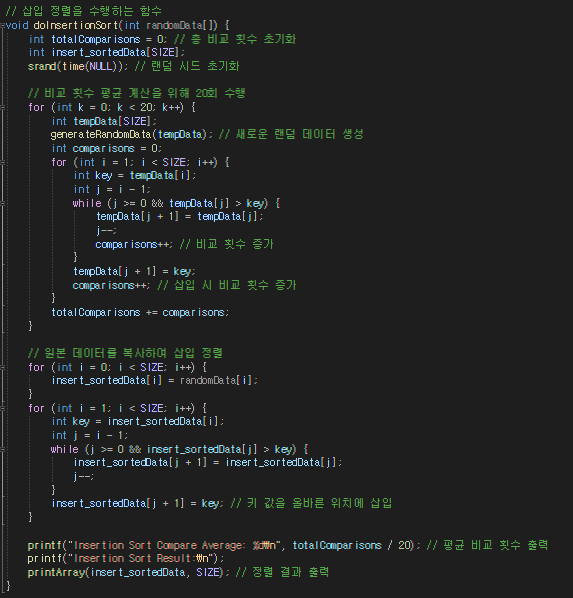 // 삽입 정렬을 수행하는 함수
void doInsertionSort(int randomData[]) {
    int totalComparisons = 0; // 총 비교 횟수 초기화
    int insert_sortedData[SIZE];
    srand(time(NULL)); // 랜덤 시드 초기화

    // 비교 횟수 평균 계산을 위해 20회 수행
    for (int k = 0; k < 20; k++) {
        int tempData[SIZE];
        generateRandomData(tempData); // 새로운 랜덤 데이터 생성
        int comparisons = 0;
        for (int i = 1; i < SIZE; i++) {
            int key = tempData[i];
            int j = i - 1;
            while (j >= 0 && tempData[j] > key) {
                tempData[j + 1] = tempData[j];
                j--;
                comparisons++; // 비교 횟수 증가
            }
            tempData[j + 1] = key;
            comparisons++; // 삽입 시 비교 횟수 증가
        }
        totalComparisons += comparisons;
    }

    // 원본 데이터를 복사하여 삽입 정렬
    for (int i = 0; i < SIZE; i++) {
        insert_sortedData[i] = randomData[i];
    }
    for (int i = 1; i < SIZE; i++) {
        int key = insert_sortedData[i];
        int j = i - 1;
        while (j >= 0 && insert_sortedData[j] > key) {
            insert_sortedData[j + 1] = insert_sortedData[j];
            j--;
        }
        insert_sortedData[j + 1] = key; // 키 값을 올바른 위치에 삽입
    }

    printf("Insertion Sort Compare Average: %d₩n", totalComparisons / 20); // 평균 비교 횟수 출력
    printf("Insertion Sort Result:₩n");
    printArray(insert_sortedData, SIZE); // 정렬 결과 출력
}